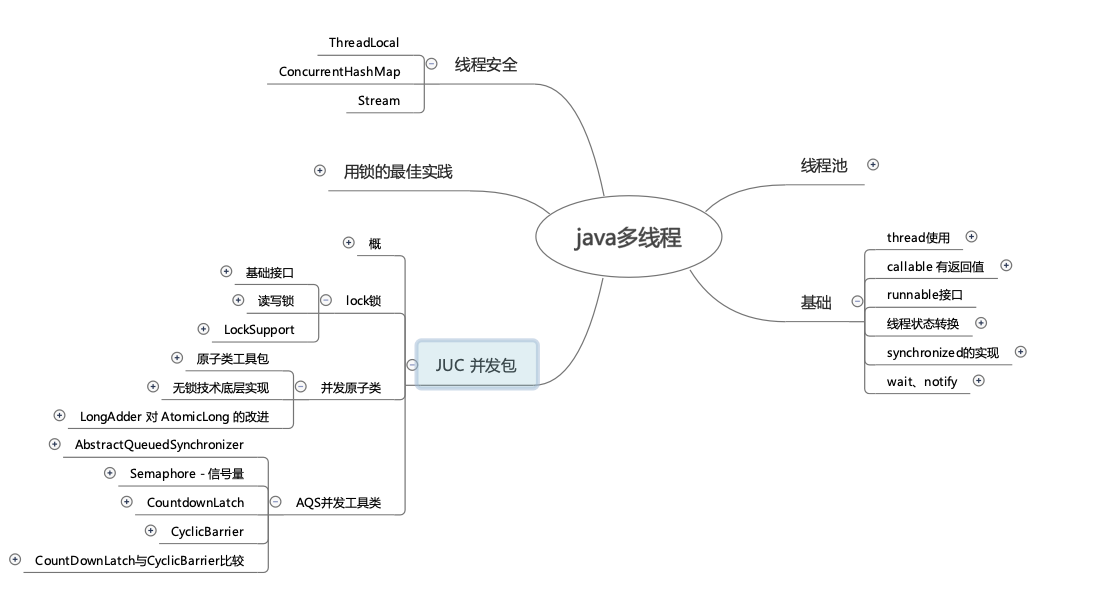 java多线程
线程池
基础
thread使用
callable 有返回值
runnable接口
线程状态转换
synchronized的实现
wait、notify
线程安全
ThreadLocal
ConcurrentHashMap
Stream
用锁的最佳实践
JUC 并发包
概
lock锁
基础接口
读写锁
LockSupport
并发原子类
原子类工具包
无锁技术底层实现
LongAdder 对 AtomicLong 的改进
AQS并发工具类
AbstractQueuedSynchronizer
Semaphore - 信号量
CountdownLatch
CyclicBarrier
CountDownLatch与CyclicBarrier比较